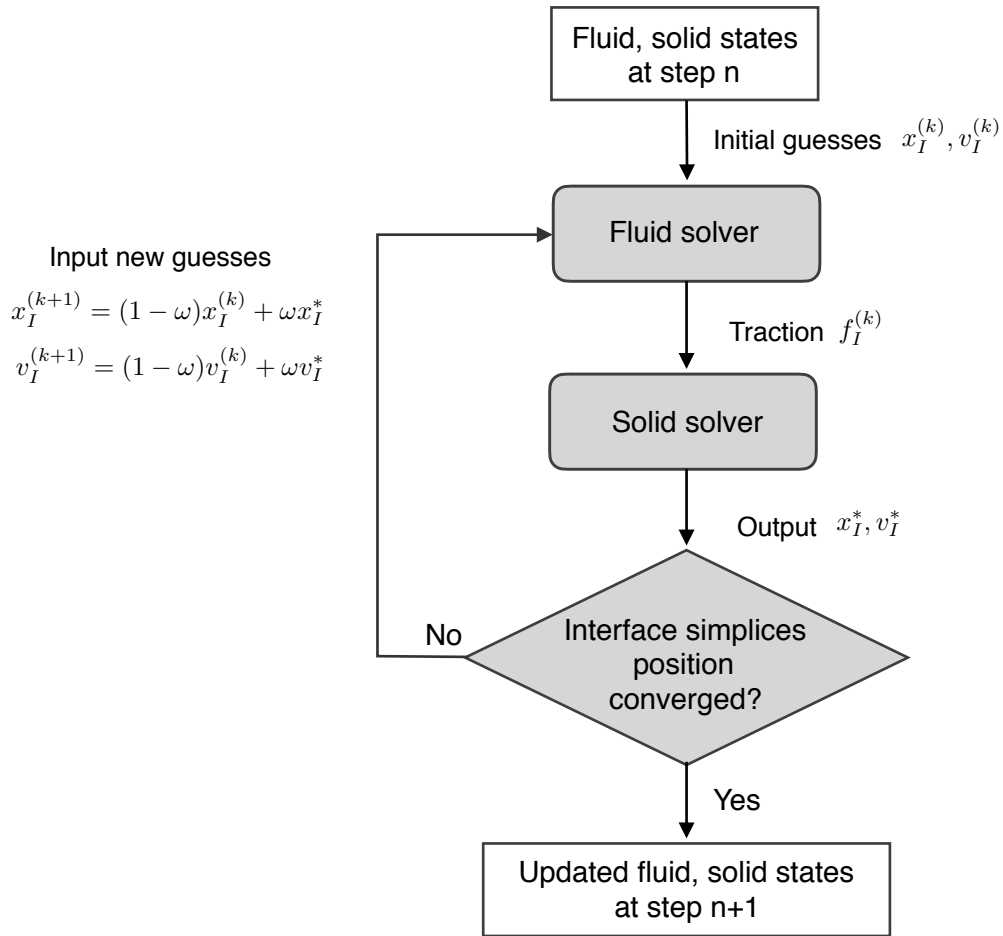 Fluid, solid states
at step n
Initial guesses $x_I^{(k)}, v_I^{(k)}$
Fluid solver
Input new guesses
$x_I^{(k+1)} = (1 - \omega)x_I^{(k)} + \omega x_I^*$
$v_I^{(k+1)} = (1 - \omega)v_I^{(k)} + \omega v_I^*$
Traction $f_I^{(k)}$
Solid solver
Output $x_I^*, v_I^*$
No
Interface simplices
position
converged?
Yes
Updated fluid, solid states
at step n+1